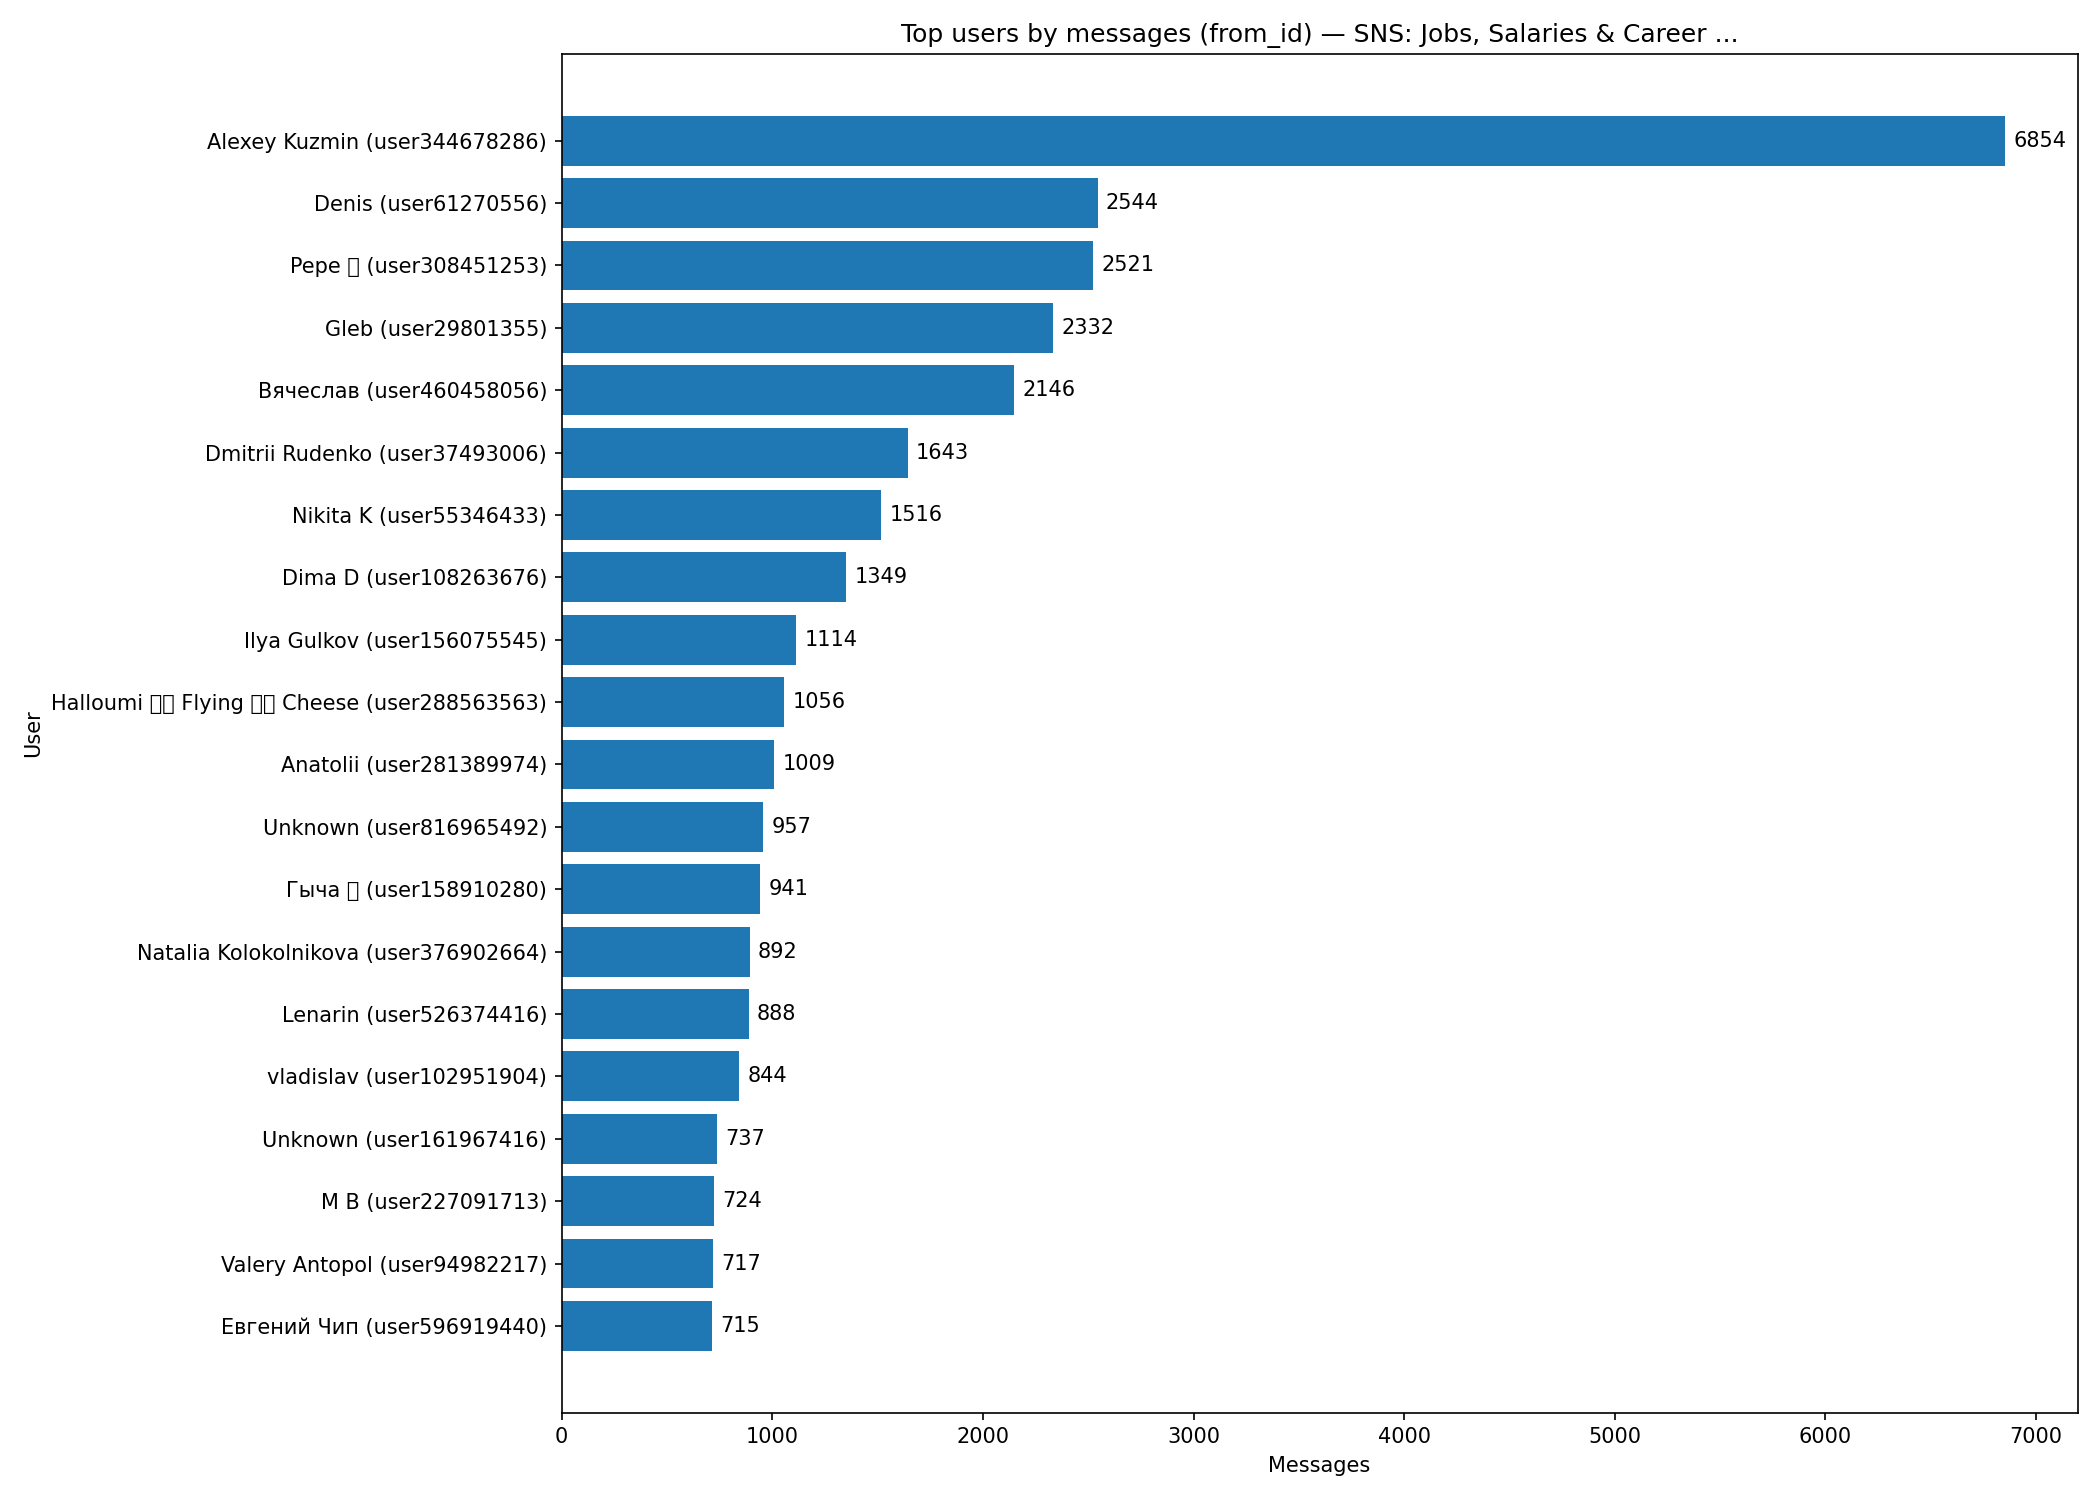 Top users by messages (from_id) — SNS: Jobs, Salaries & Career ...
Alexey Kuzmin (user344678286) 6854
Denis (user61270556) 2544
Pepe (user308451253) 2521
Gleb (user29801355) 2332
Вячеслав (user460458056) 2146
Dmitrii Rudenko (user37493006) 1643
Nikita K (user55346433) 1516
Dima D (user108263676) 1349
Ilya Gulkov (user156075545) 1114
Halloumi Flying Cheese (user288563563) 1056
Anatolii (user281389974) 1009
Unknown (user816965492) 957
Гыча (user158910280) 941
Natalia Kolokolnikova (user376902664) 892
Lenarin (user526374416) 888
vladislav (user102951904) 844
Unknown (user161967416) 737
M B (user227091713) 724
Valery Antopol (user94982217) 717
Евгений Чип (user596919440) 715
User
0 1000 2000 3000 4000 5000 6000 7000
Messages